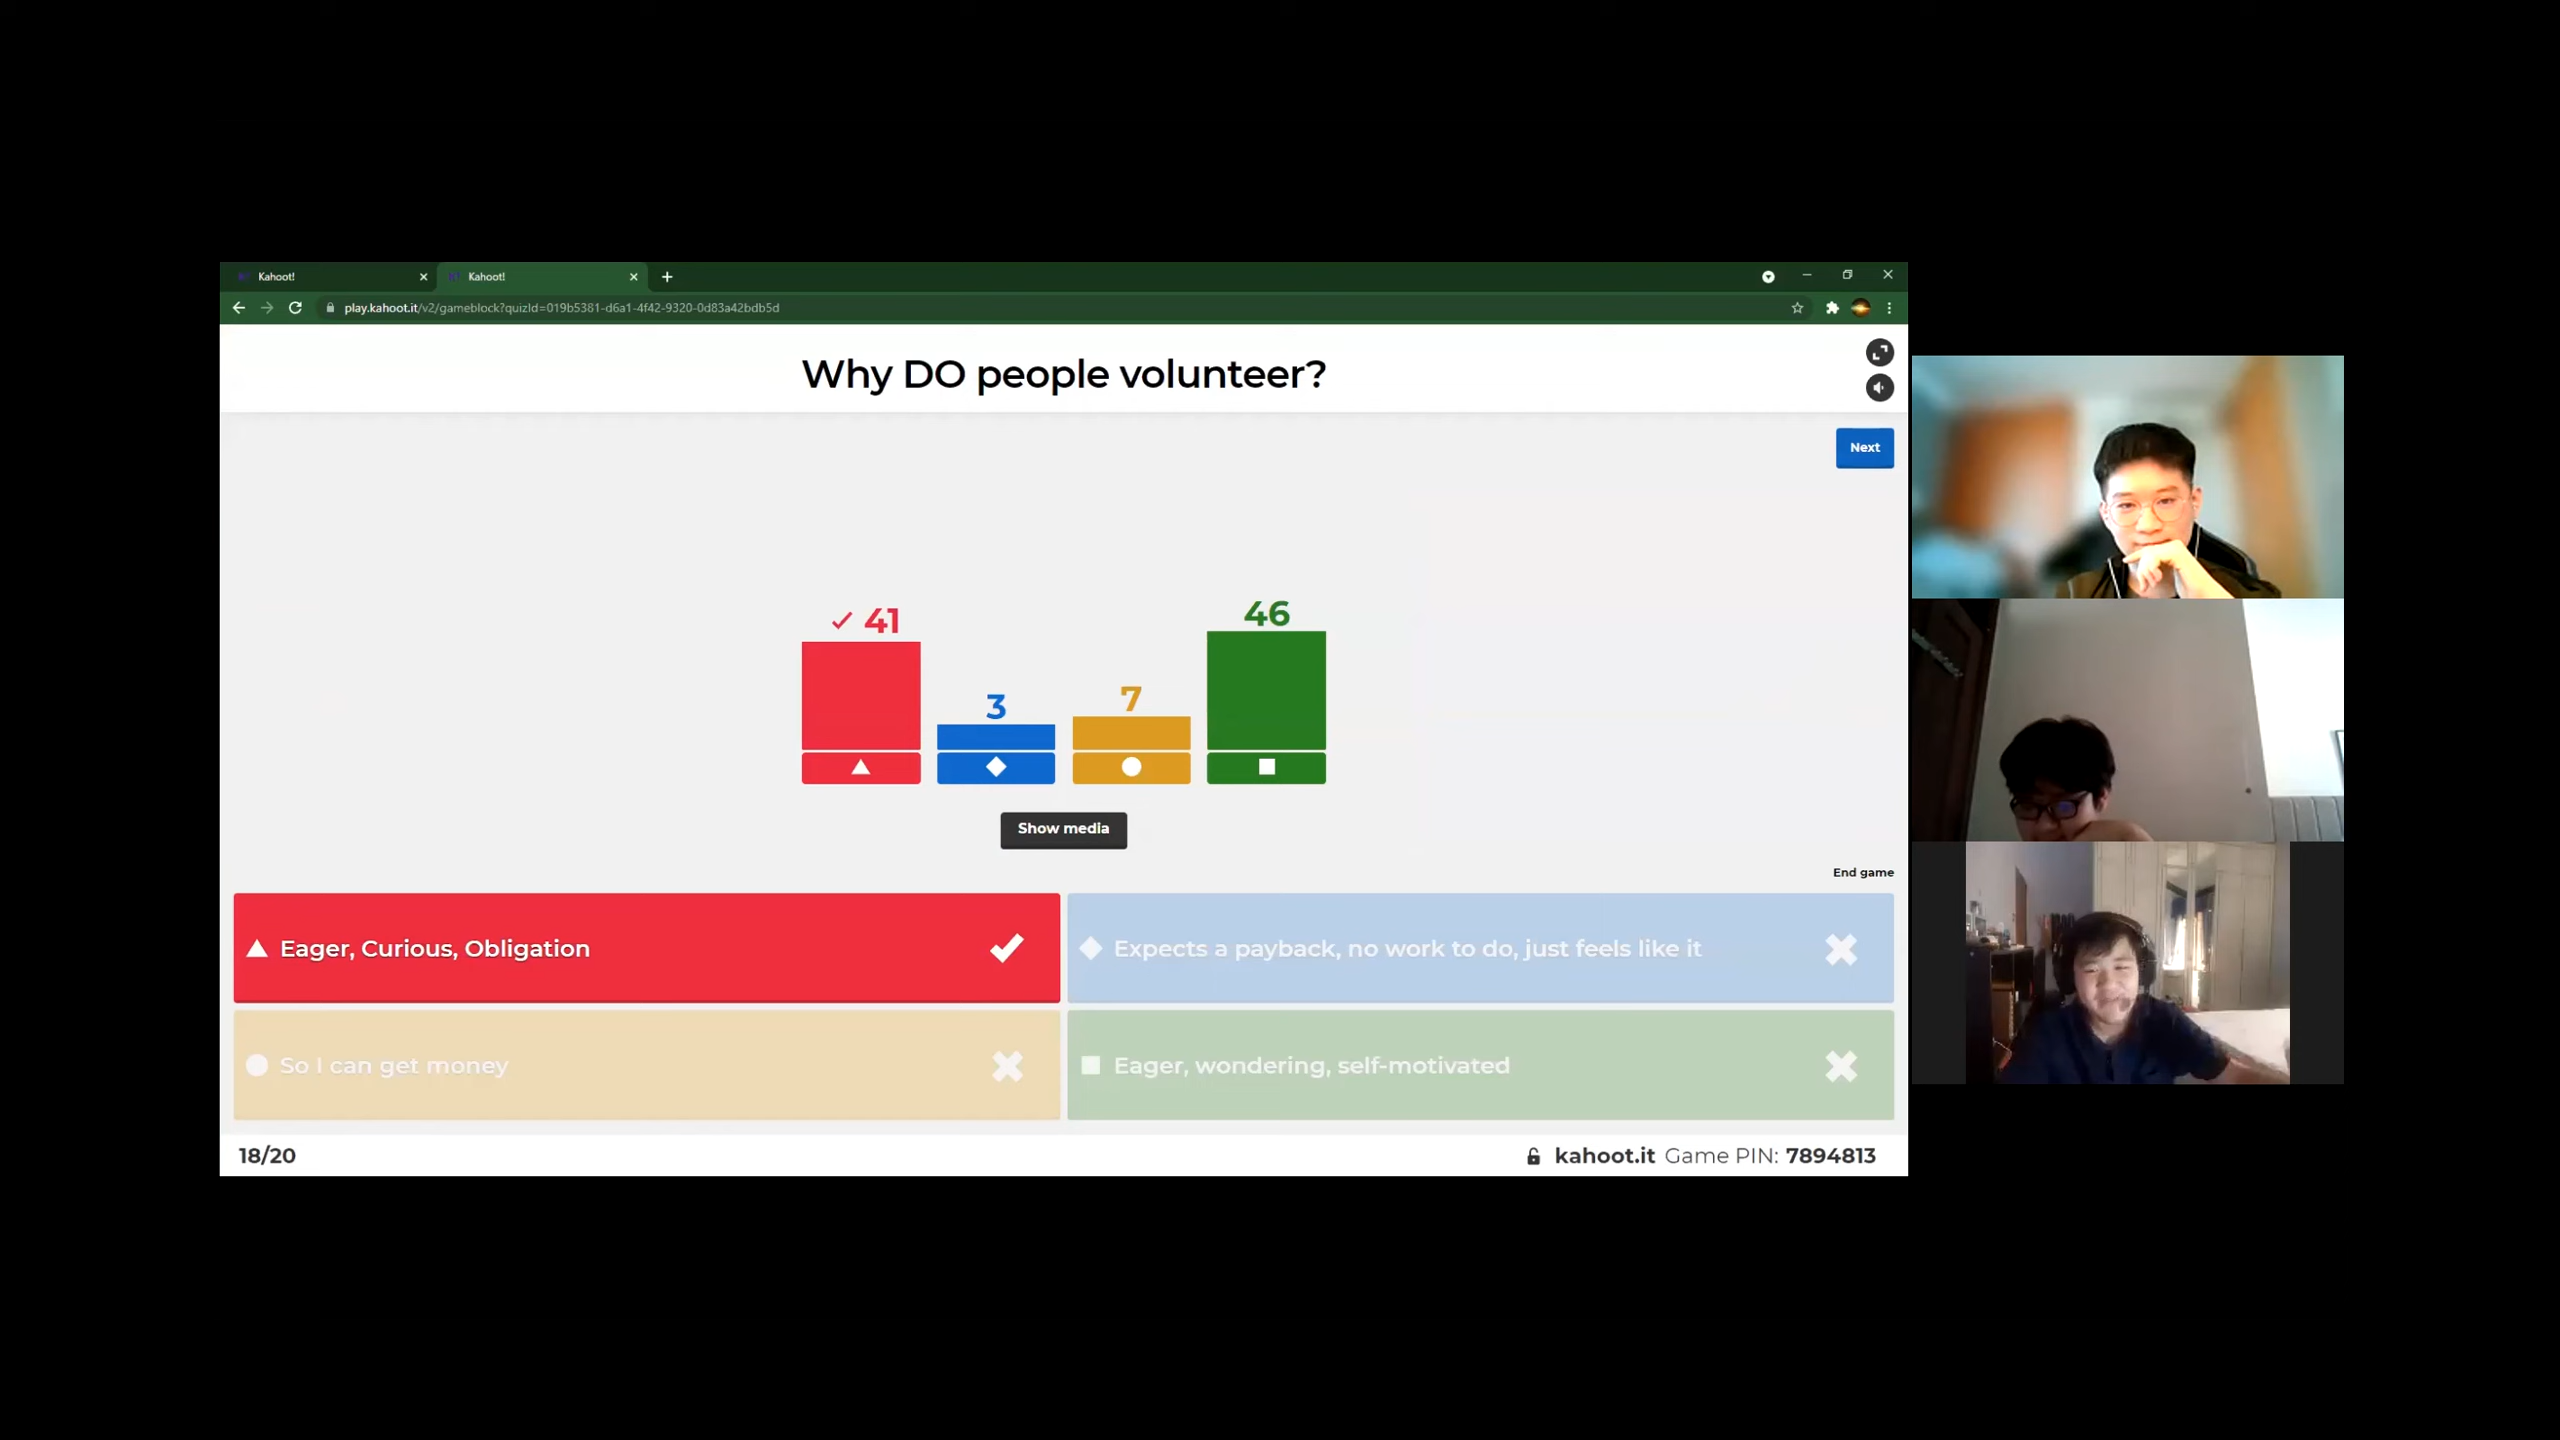 Kahoot!
Kahoot!
play.kahoot.it/v2/gameblock?quizId=019b5381-d6a1-4f42-9320-0d83a42bdb5d
Why DO people volunteer?
Next
41
3
7
46
Show media
End game
Eager, Curious, Obligation
Expects a payback, no work to do, just feels like it
So I can get money
Eager, wondering, self-motivated
18/20
kahoot.it Game PIN: 7894813